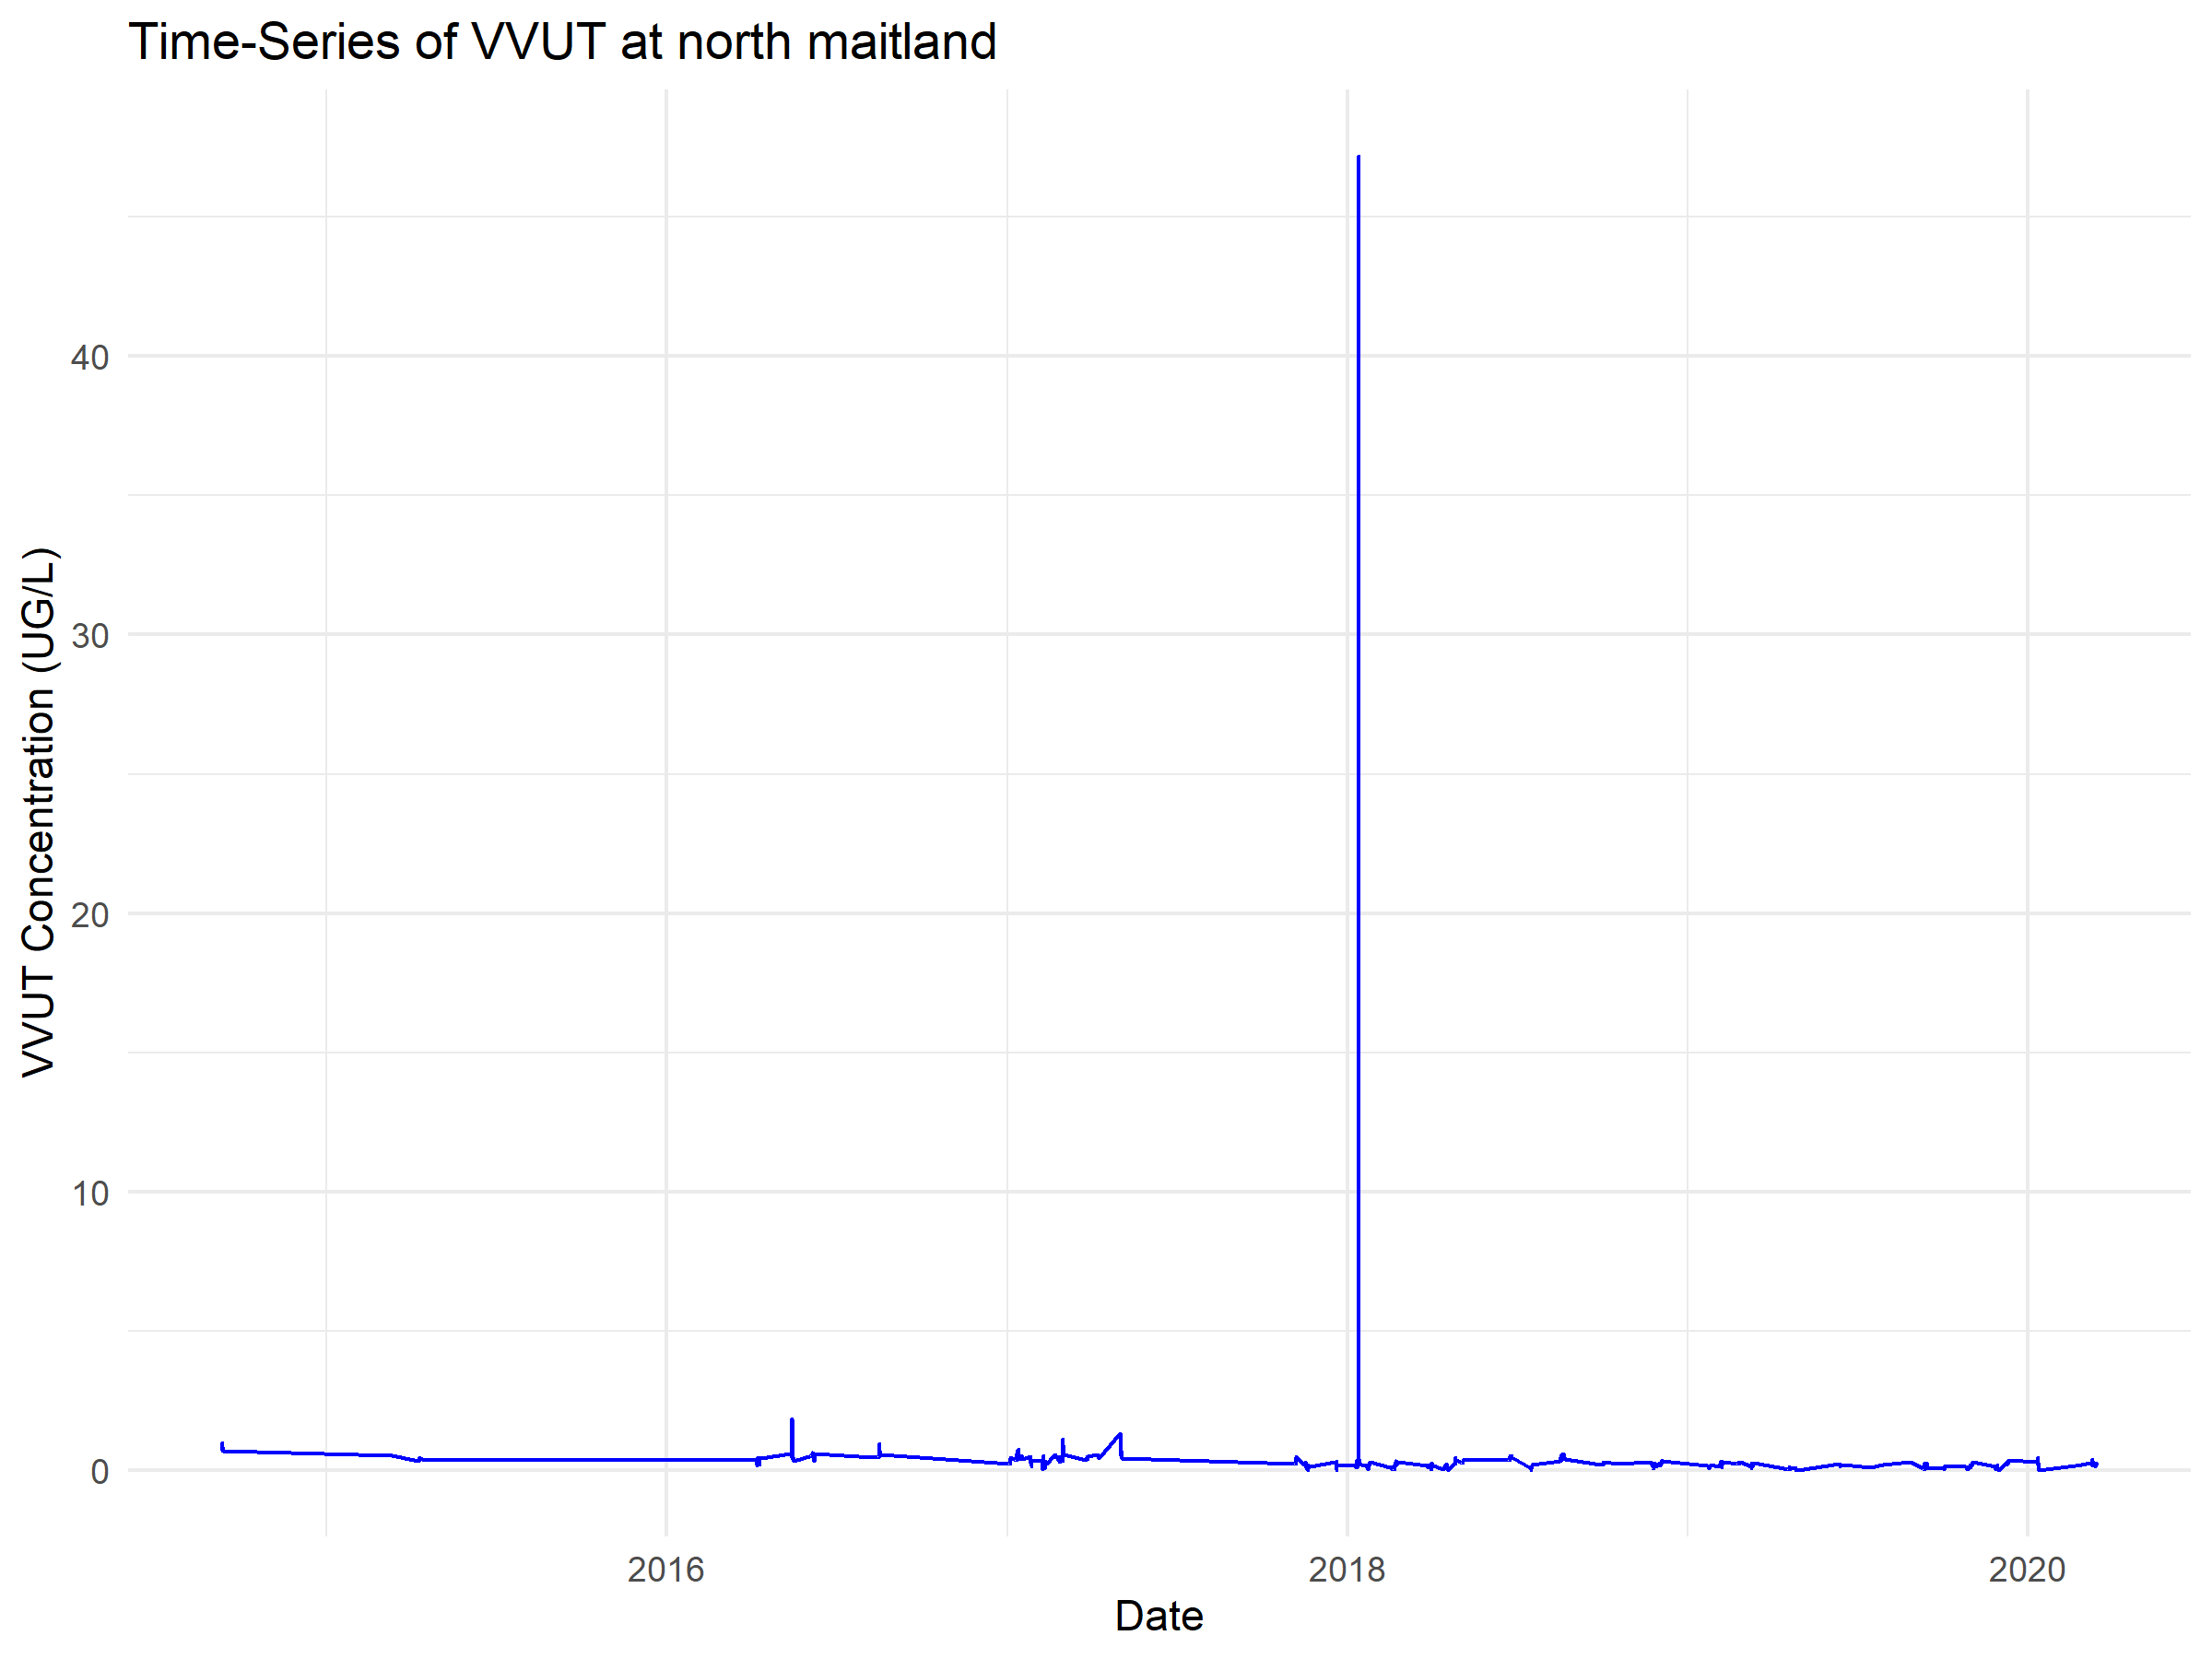 Time-Series of VVUT at north maitland
VVUT Concentration (UG/L)
40
30
20
10
0
2016
2018
2020
Date